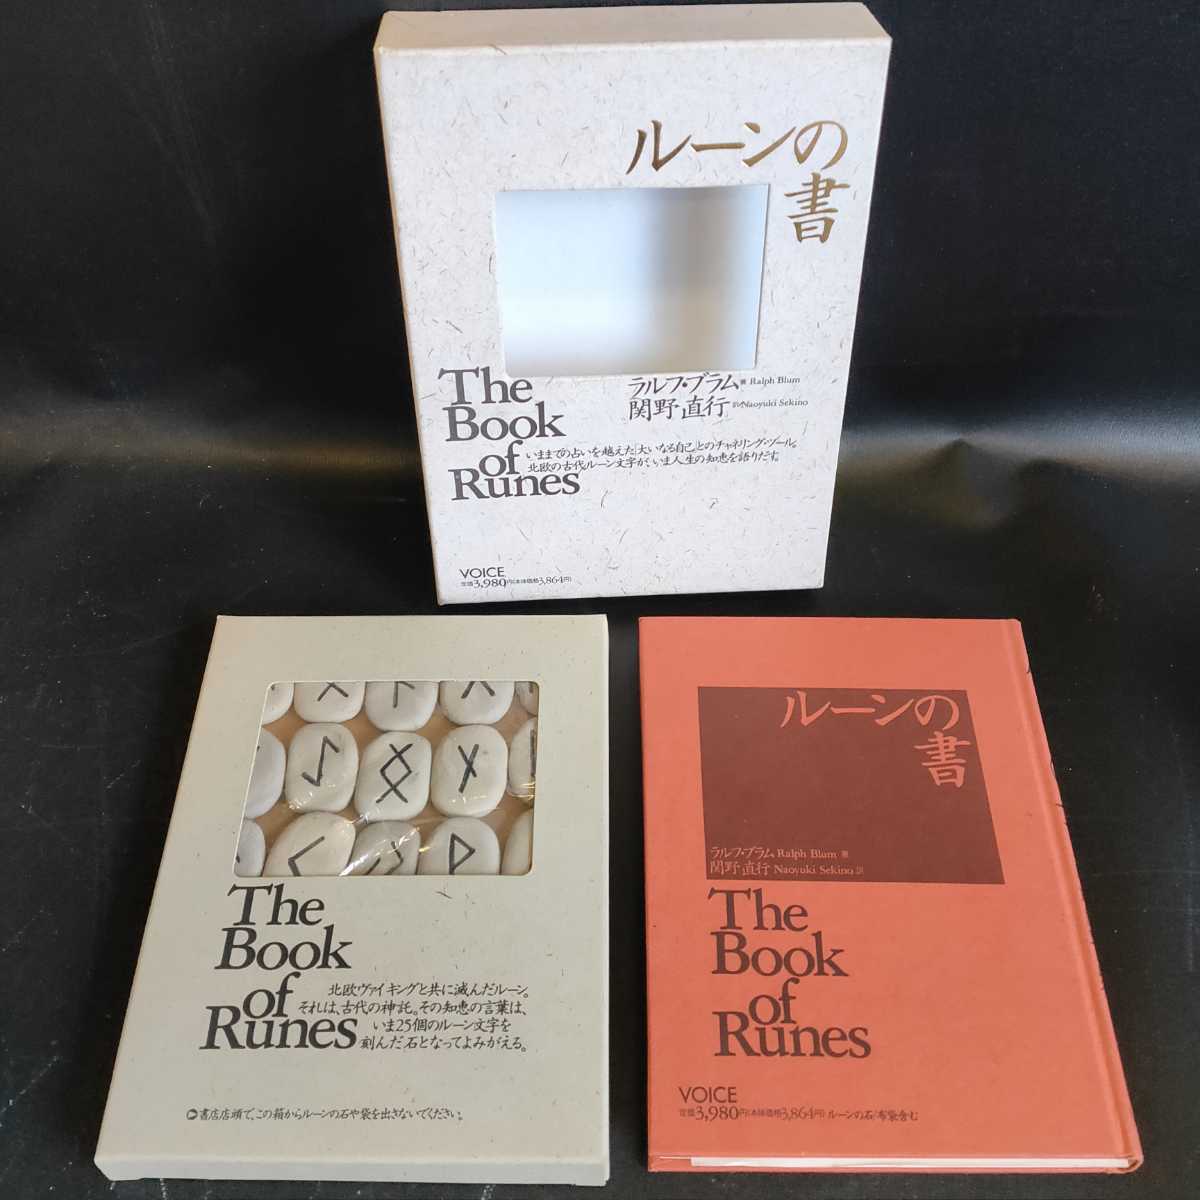 ルーンの
書
ラルフ・ブラム著 Ralph Blum
関野直行 訳 Naoyuki Sekino
The
Book
of
Runes
いままでの占いを越えた「大いなる自己」とのチャネリング・ツール。
北欧の古代ルーン文字が、いま人生の知恵を語りだす。
VOICE
定価3,980円(本体価格3,864円)
The
Book
of
Runes
北欧ヴァイキングと共に滅んだルーン。
それは、古代の神託。その知恵の言葉は、
いま25個のルーン文字を
刻んだ石となってよみがえる。
書店店頭で、この箱からルーンの石や袋を出さないでください。
ルーンの
書
ラルフ・ブラム Ralph Blum 著
関野直行 Naoyuki Sekino 訳
The
Book
of
Runes
VOICE
定価3,980円(本体価格3,864円) ルーンの石/布袋含む